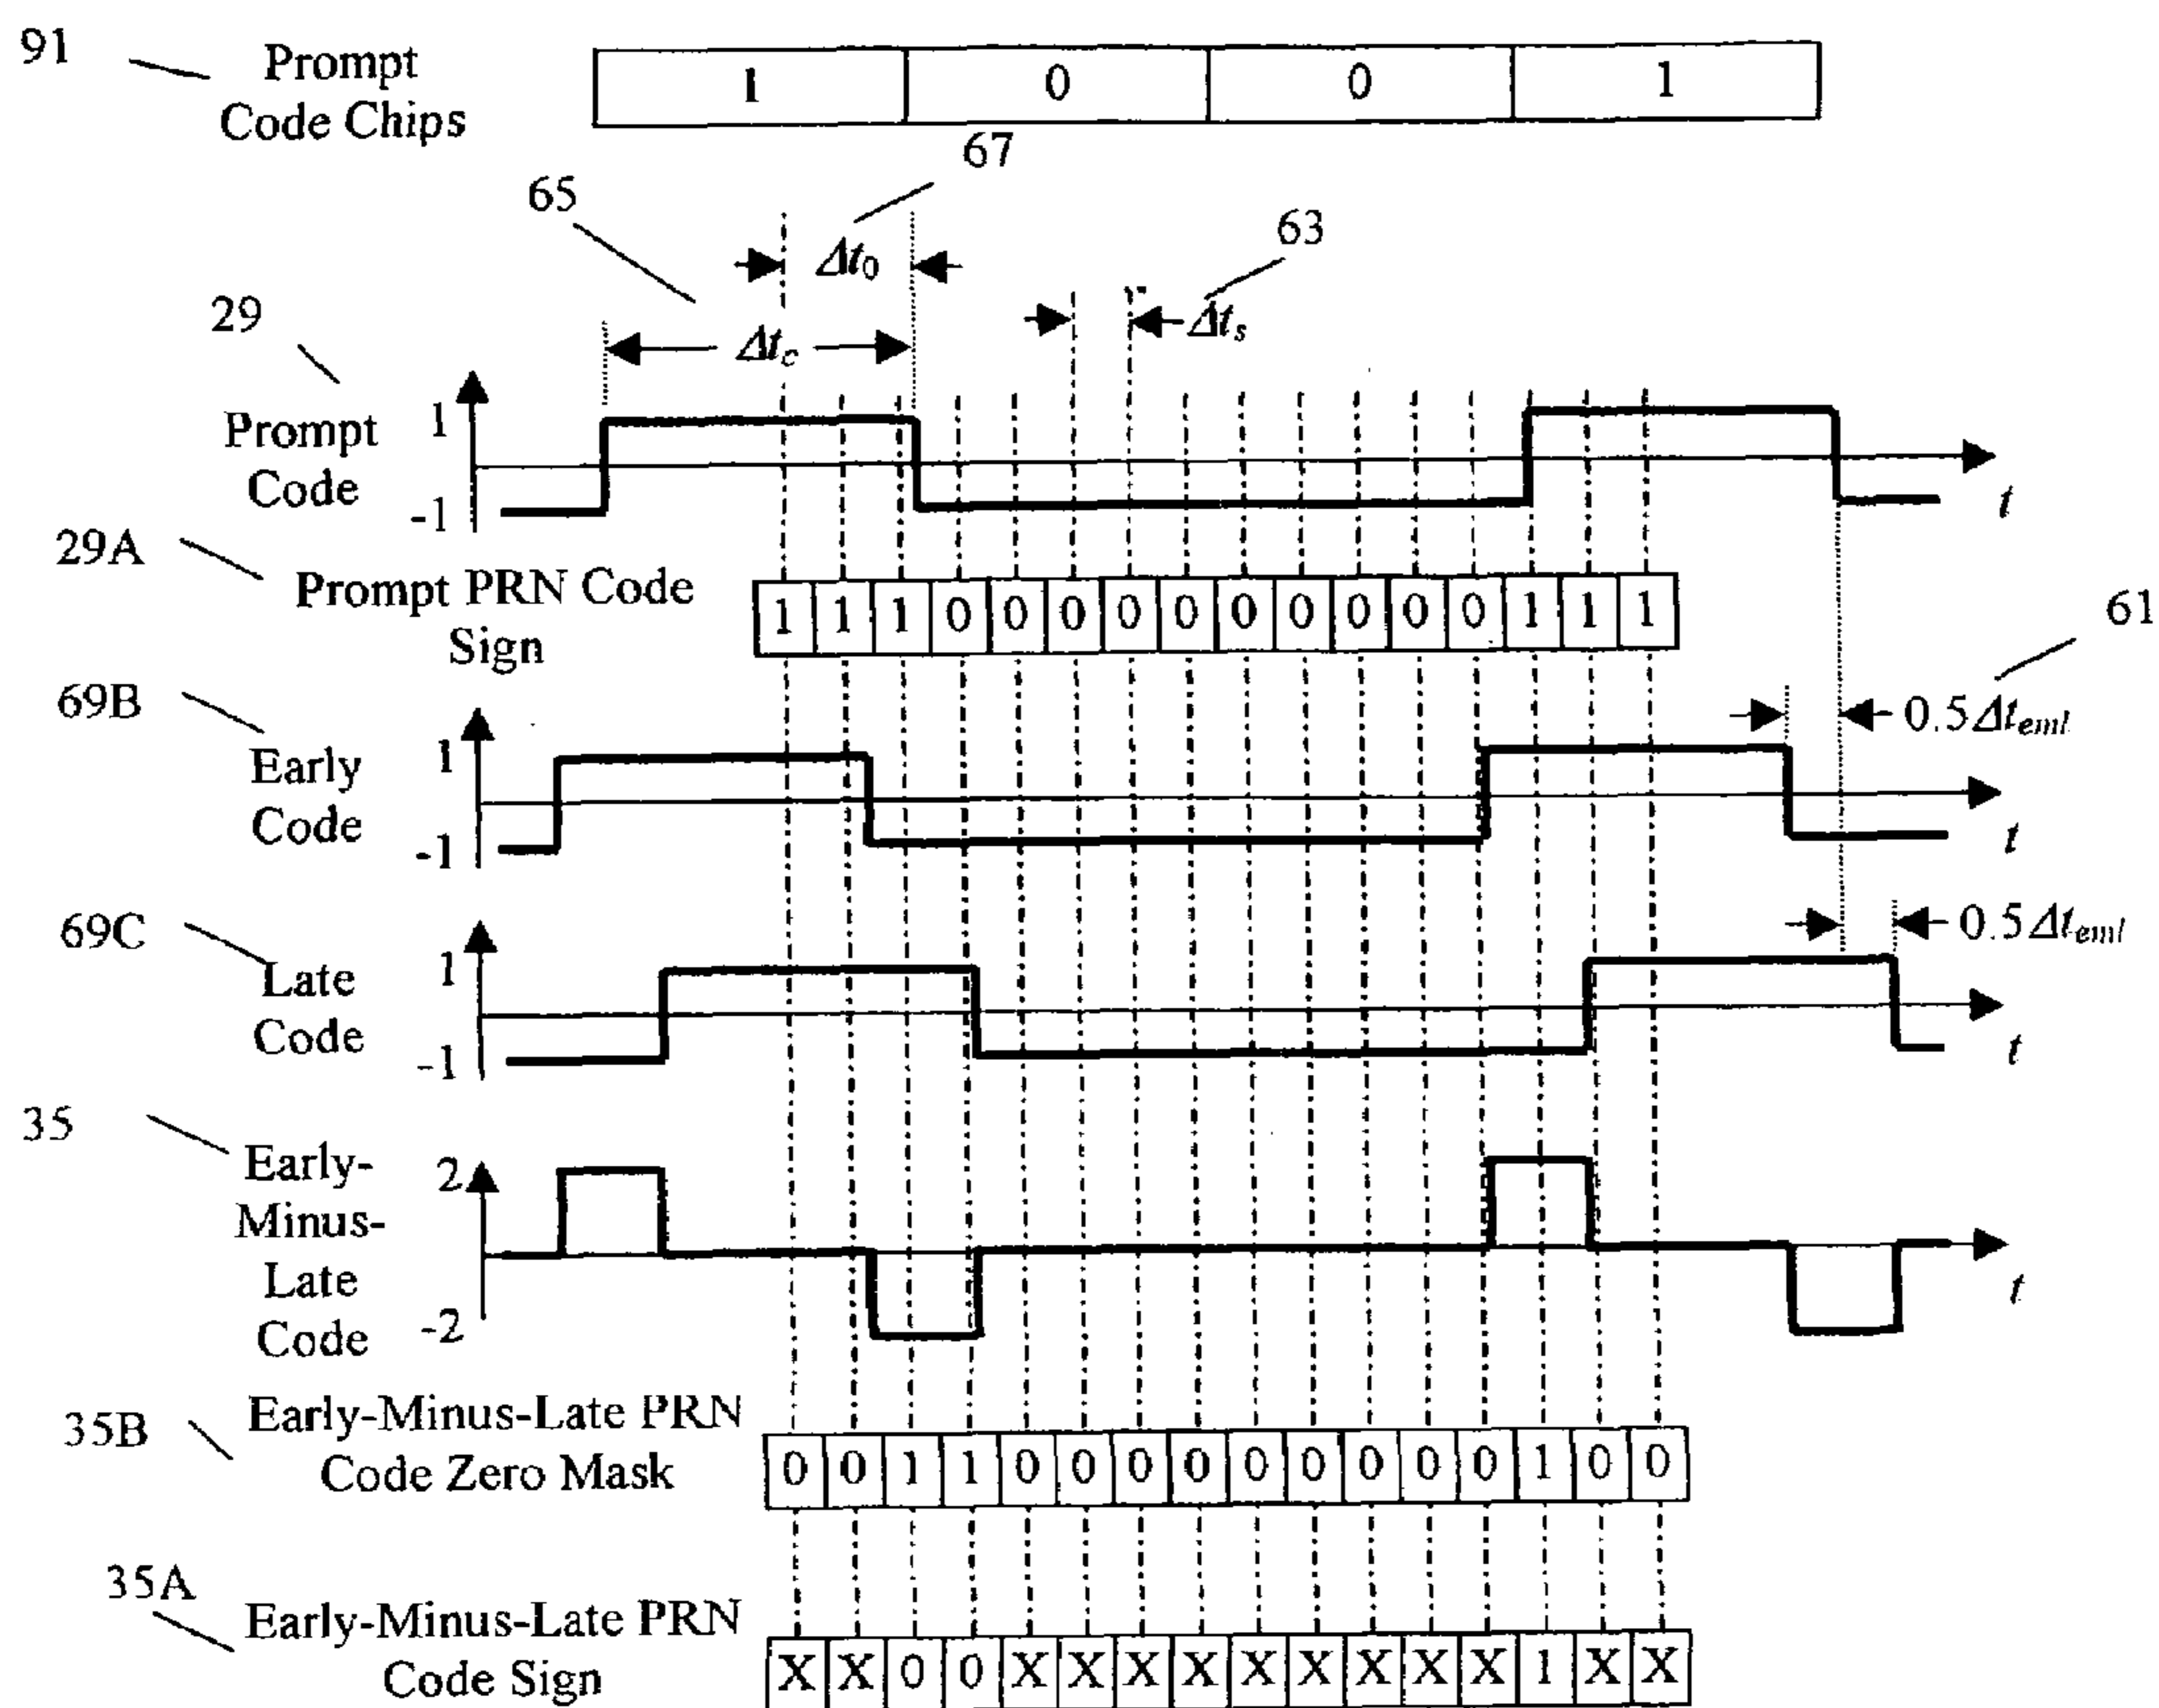 91
Prompt
Code Chips
1 0 0 1
67
65
Δt0
63
29
Δtc
Δts
Prompt
Code
1
-1
t
29A
Prompt PRN Code
Sign
1 1 1 0 0 0 0 0 0 0 0 0 0 1 1 1
61
69B
Early
Code
1
-1
0.5Δteml
t
69C
Late
Code
1
-1
0.5Δteml
t
35
Early-
Minus-
Late
Code
2
-2
t
35B
Early-Minus-Late PRN
Code Zero Mask
0 0 1 1 0 0 0 0 0 0 0 0 0 1 0 0
35A
Early-Minus-Late PRN
Code Sign
X X 0 0 X X X X X X X X X 1 X X